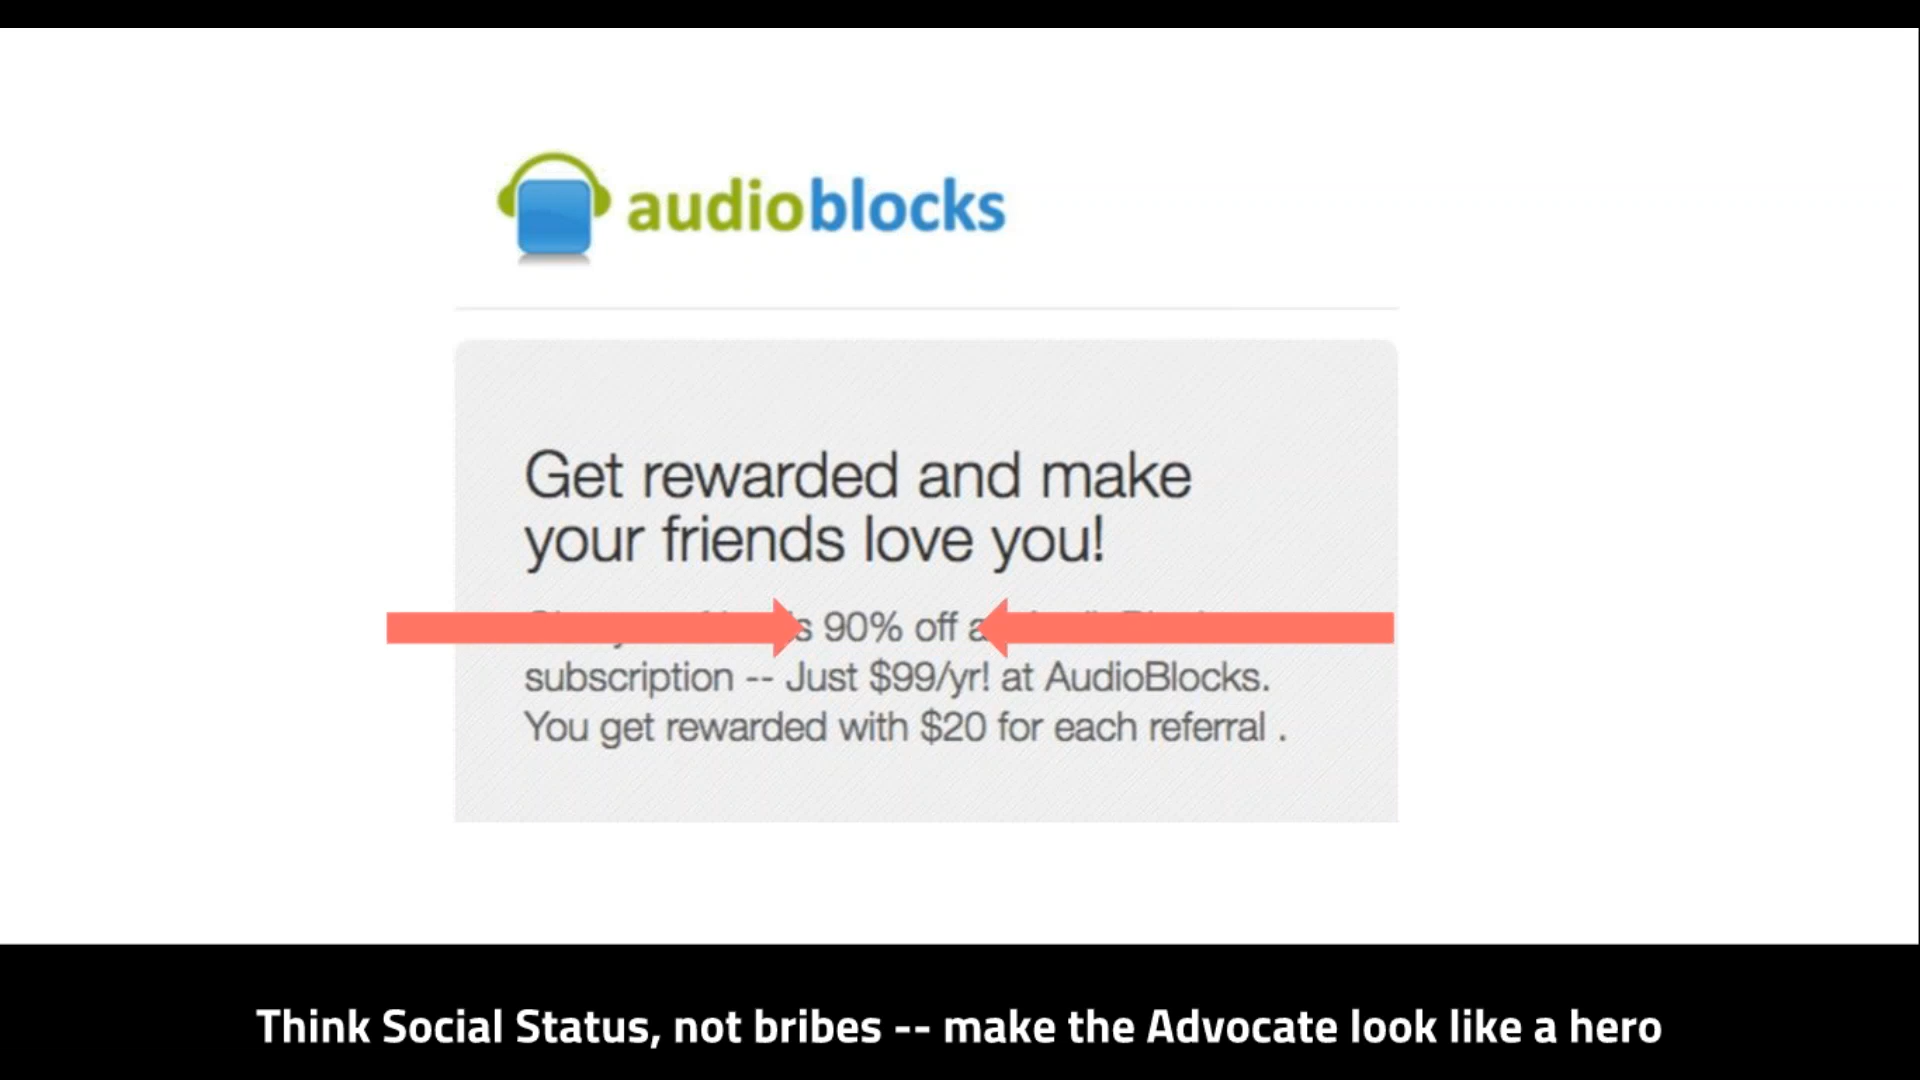 audioblocks
Get rewarded and make
your friends love you!
90% off
subscription -- Just $99/yr! at AudioBlocks.
You get rewarded with $20 for each referral .
Think Social Status, not bribes -- make the Advocate look like a hero